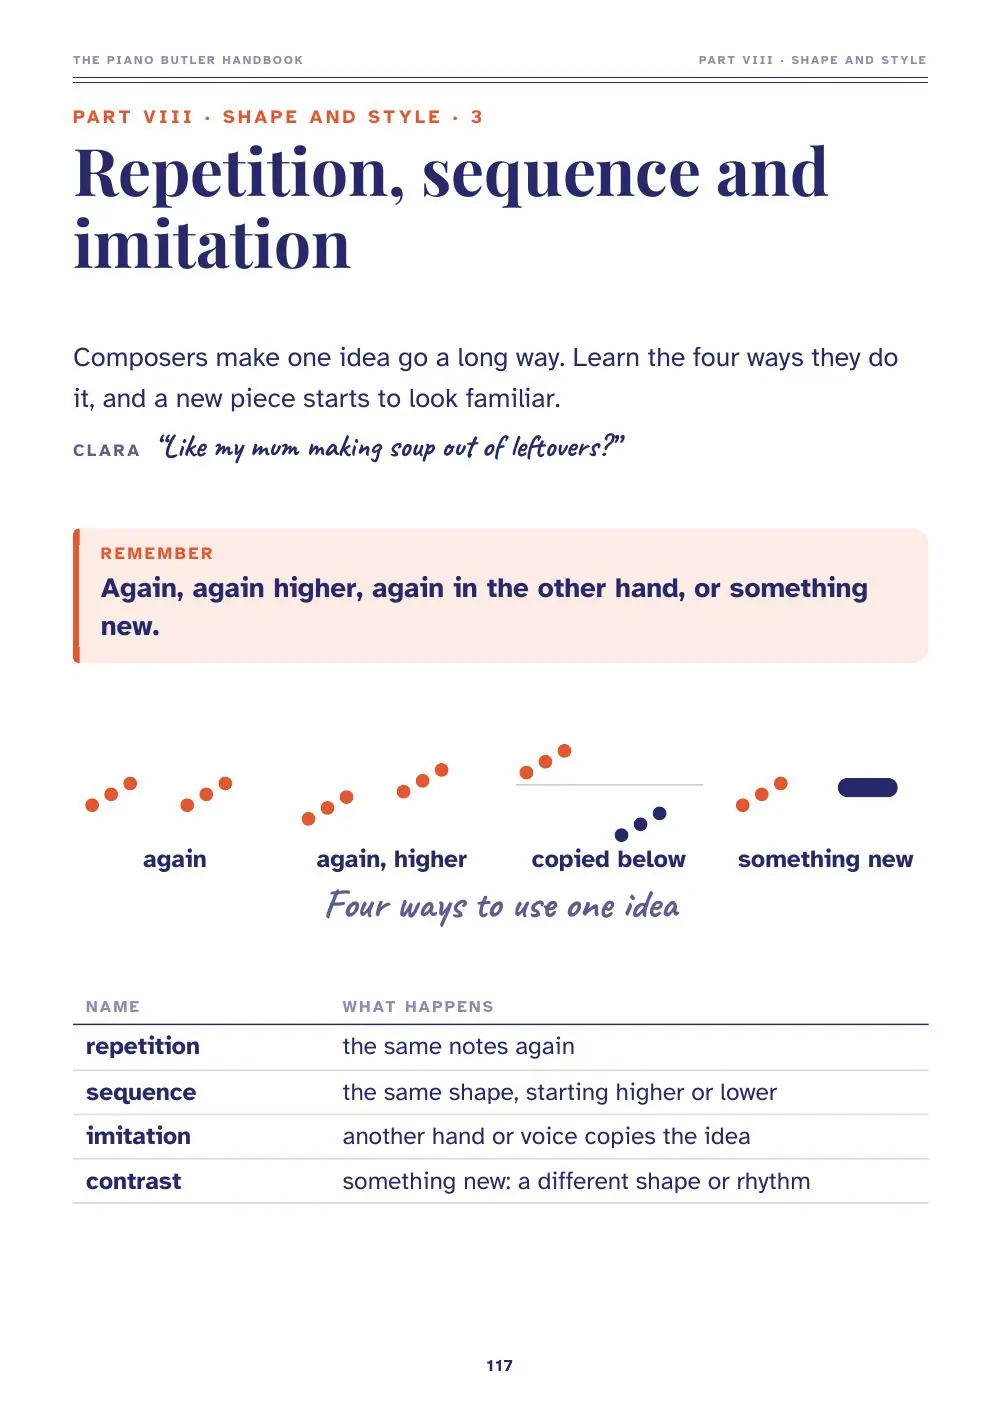 THE PIANO BUTLER HANDBOOK
PART VIII · SHAPE AND STYLE
PART VIII · SHAPE AND STYLE · 3
Repetition, sequence and
imitation
Composers make one idea go a long way. Learn the four ways they do
it, and a new piece starts to look familiar.
CLARA “Like my mum making soup out of leftovers?”
REMEMBER
Again, again higher, again in the other hand, or something
new.
again
again, higher
copied below
something new
Four ways to use one idea
NAME WHAT HAPPENS
repetition the same notes again
sequence the same shape, starting higher or lower
imitation another hand or voice copies the idea
contrast something new: a different shape or rhythm
117